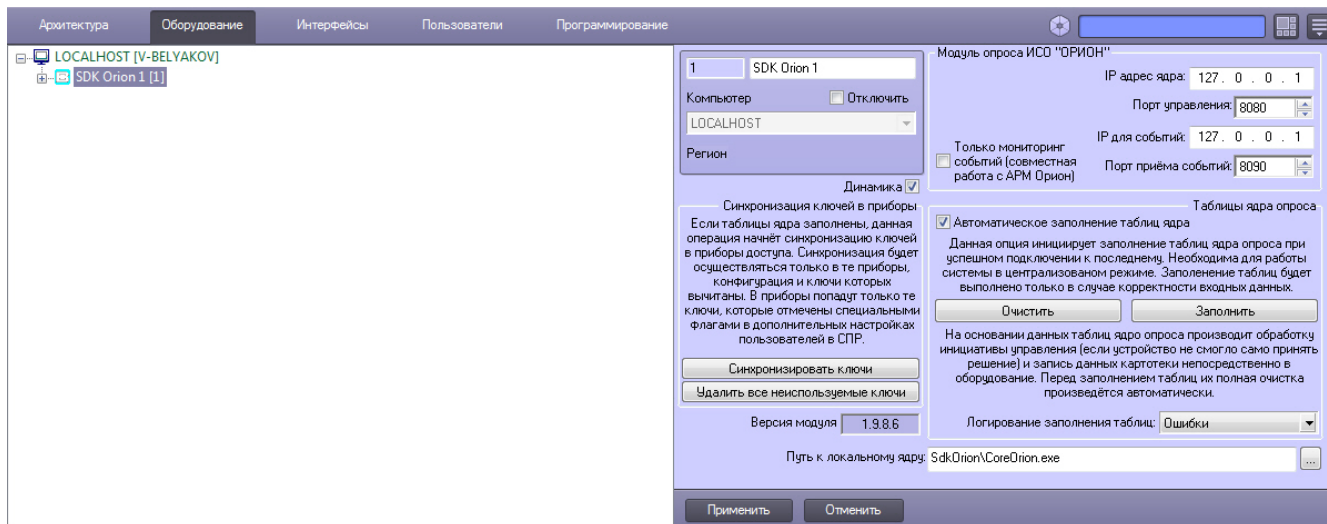 Архитектура Оборудование Интерфейсы Пользователи Программирование
LOCALHOST [V-BELYAKOV]
SDK Orion 1 [1]
1 SDK Orion 1
Компьютер Отключить
LOCALHOST
Регион
Динамика
Синхронизация ключей в приборы
Если таблицы ядра заполнены, данная
операция начнёт синхронизацию ключей
в приборы доступа. Синхронизация будет
осуществляться только в те приборы,
конфигурация и ключи которых
вычитаны. В приборы попадут только те
ключи, которые отмечены специальными
флагами в дополнительных настройках
пользователей в СПР.
Синхронизировать ключи
Удалить все неиспользуемые ключи
Версия модуля 1.9.8.6
Модуль опроса ИСО "ОРИОН"
IP адрес ядра: 127 . 0 . 0 . 1
Порт управления: 8080
IP для событий: 127 . 0 . 0 . 1
Порт приёма событий: 8090
Только мониторинг
событий (совместная
работа с АРМ Орион)
Таблицы ядра опроса
Автоматическое заполнение таблиц ядра
Данная опция инициирует заполнение таблиц ядра опроса при
успешном подключении к последнему. Необходима для работы
системы в централизованом режиме. Заполенение таблиц будет
выполнено только в случае корректности входных данных.
Очистить Заполнить
На основании данных таблиц ядро опроса производит обработку
инициативы управления (если устройство не смогло само принять
решение) и запись данных картотеки непосредственно в
оборудование. Перед заполнением таблиц их полная очистка
произведётся автоматически.
Логирование заполнения таблиц: Ошибки
Путь к локальному ядру: SdkOrion\CoreOrion.exe ...
Применить Отменить